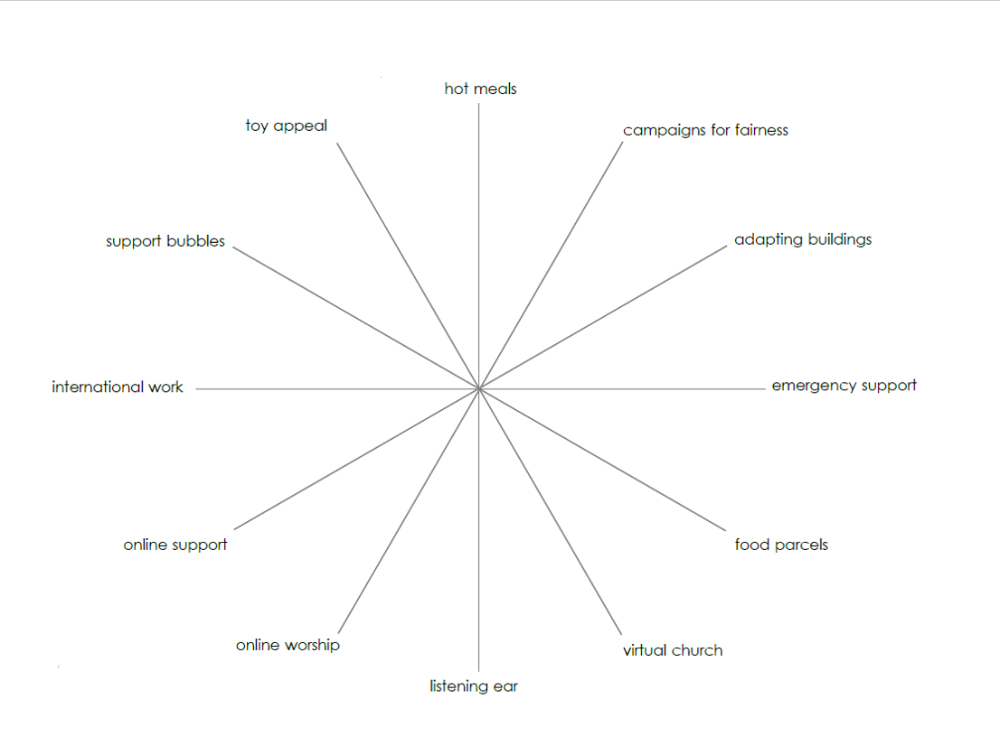 hot meals
toy appeal
campaigns for fairness
support bubbles
adapting buildings
international work
emergency support
online support
food parcels
online worship
virtual church
listening ear